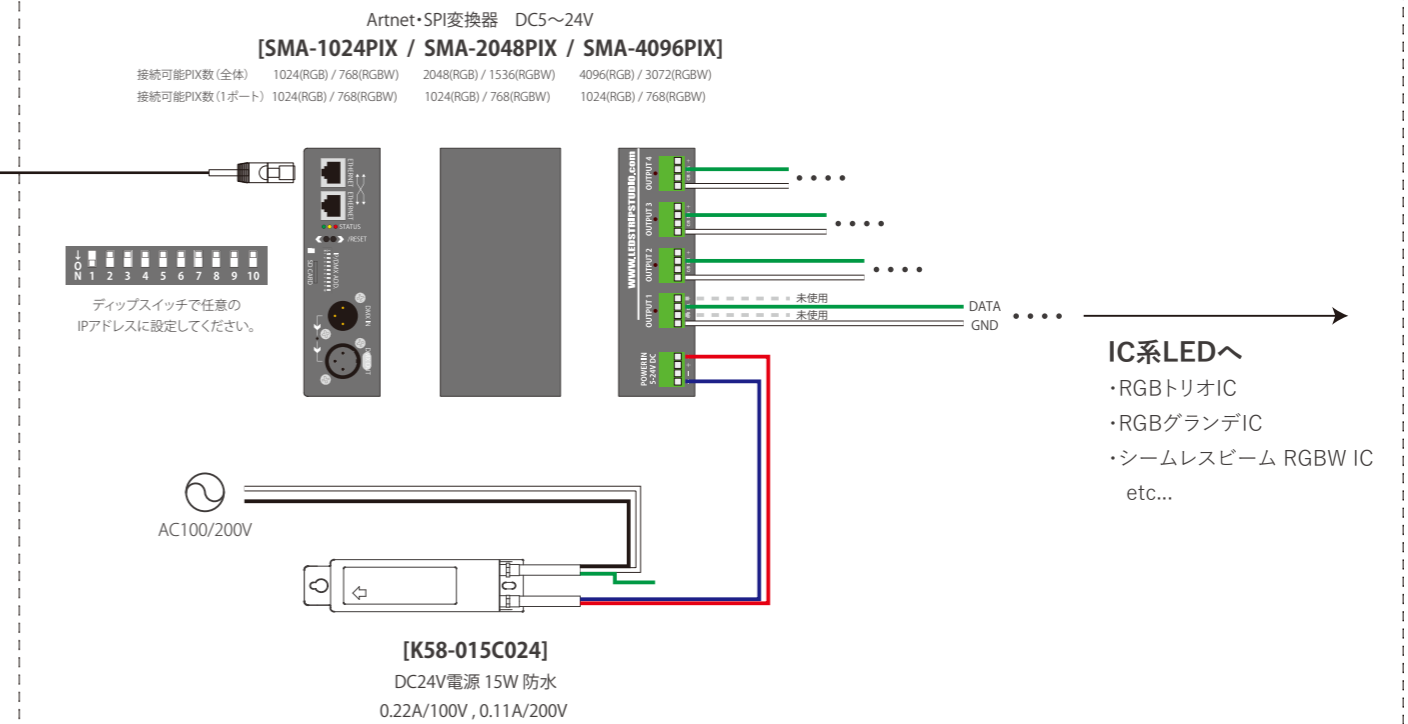 Artnet・SPI変換器 DC5～24V
[SMA-1024PIX / SMA-2048PIX / SMA-4096PIX]
接続可能PIX数（全体） 1024(RGB) / 768(RGBW) 2048(RGB) / 1536(RGBW) 4096(RGB) / 3072(RGBW)
接続可能PIX数（1ポート） 1024(RGB) / 768(RGBW) 1024(RGB) / 768(RGBW) 1024(RGB) / 768(RGBW)
ETHERNET
ETHERNET
STATUS
/RESET
SD CARD
DMX IN
WWW.LEDSTRIPSTUDIO.com
OUTPUT 4
OUTPUT 3
OUTPUT 2
OUTPUT 1
POWER IN
5-24V DC
↓ON 1 2 3 4 5 6 7 8 9 10
ディップスイッチで任意の
IPアドレスに設定してください。
未使用
DATA
未使用
GND
IC系LEDへ
・RGBトリオIC
・RGBグランデIC
・シームレスビーム RGBW IC
etc...
AC100/200V
[K58-015C024]
DC24V電源 15W 防水
0.22A/100V , 0.11A/200V